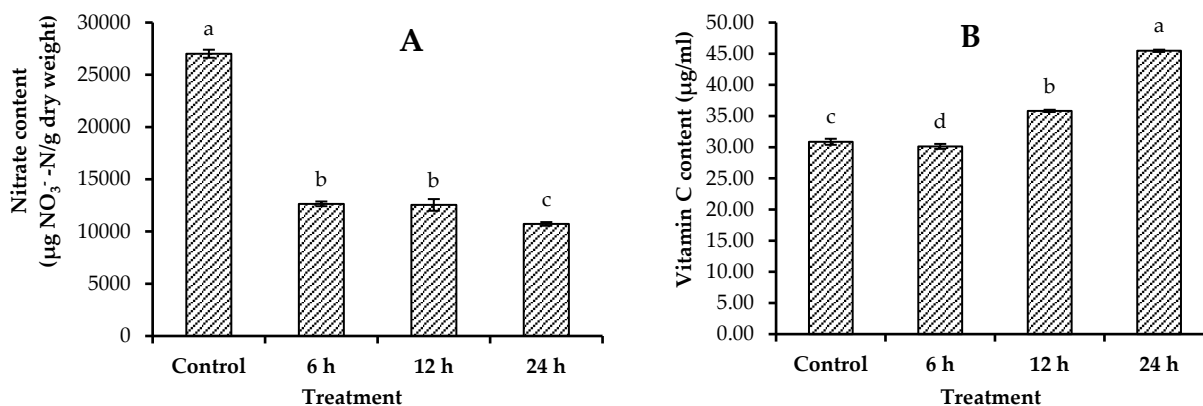 A
Nitrate content
(µg NO₃⁻ -N/g dry weight)
30000
25000
20000
15000
10000
5000
0
a
b
b
c
Control 6 h 12 h 24 h
Treatment
B
Vitamin C content (µg/ml)
50.00
45.00
40.00
35.00
30.00
25.00
20.00
15.00
10.00
5.00
0.00
c
d
b
a
Control 6 h 12 h 24 h
Treatment